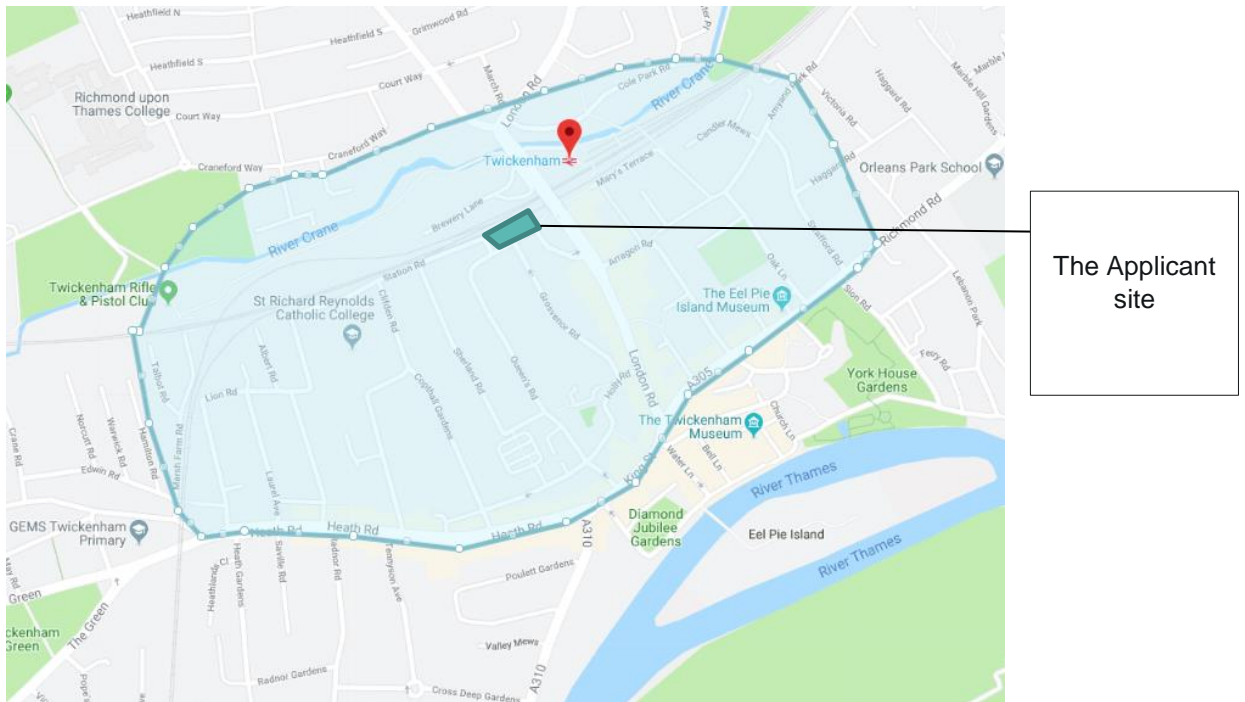 Heathfield N
Heathfield S
Heathfield S
Grimwood Rd
Court Way
Court Way
March Rd
London Rd
Cole Park Rd
River Crane
Amyand Park Rd
Victoria Rd
Haggard Rd
Marble Hill Gardens
Marble
Richmond upon
Thames College
Craneford Way
Craneford Way
Twickenham
Candler Mews
Mary's Terrace
Haggard Rd
Orleans Park School
Richmond Rd
Brewery Lane
River Crane
Station Rd
Arragon Rd
Strafford Rd
Oak Ln
Sion Rd
Lebanon Park
Ferry Rd
The Applicant
site
Twickenham Rifle
& Pistol Club
St Richard Reynolds
Catholic College
Clifden Rd
Grosvenor Rd
The Eel Pie
Island Museum
London Rd
Albert Rd
Talbot Rd
Lion Rd
Sherland Rd
Queen's Rd
Copthall Gardens
Holly Rd
A305
York House
Gardens
Church Ln
The Twickenham
Museum
King St
Water Ln
Bell Ln
Crane Rd
Norcutt Rd
Warwick Rd
Hamilton Rd
Marsh Farm Rd
Edwin Rd
Laurel Ave
River Thames
Diamond
Jubilee
Gardens
Eel Pie Island
River Thames
GEMS Twickenham
Primary
Heath Rd
Heath Rd
Heath Rd
A310
Heathlands Cl
Heath Gardens
Saville Rd
Radnor Rd
Tennyson Ave
Poulett Gardens
Green
The Green
ckenham
Green
Valley Mews
Radnor Gardens
Pope's
Cross Deep Gardens
A310